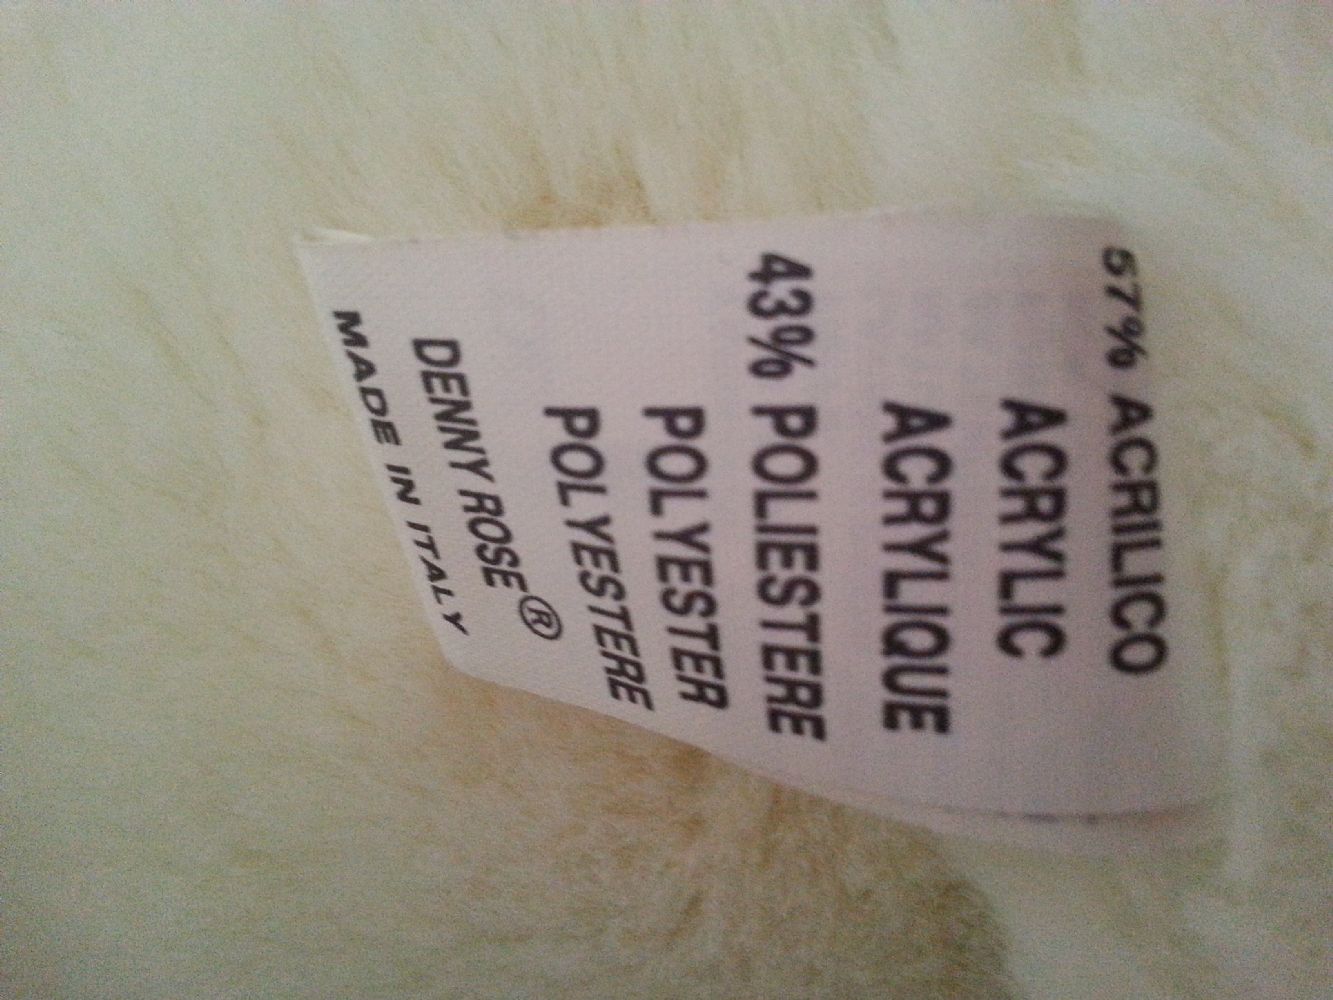 57% ACRILICO
ACRYLIC
ACRYLIQUE
43% POLIESTERE
POLYESTER
POLYESTERE
DENNY ROSE®
MADE IN ITALY